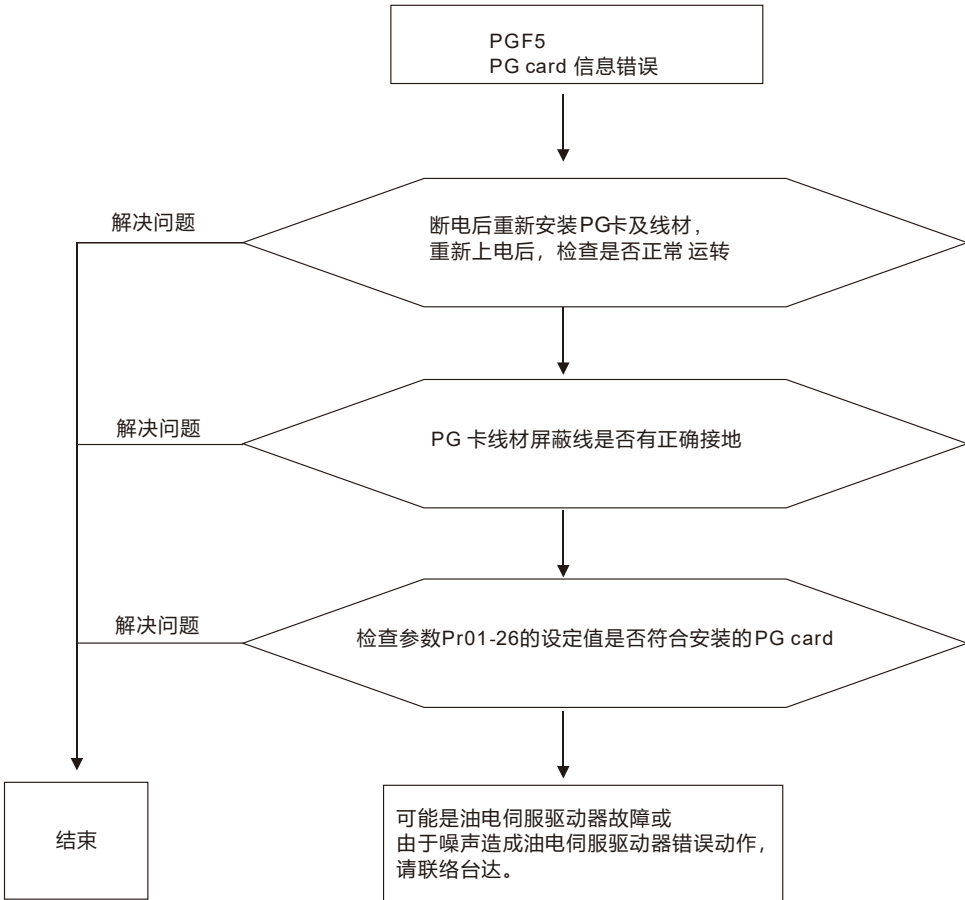 PGF5
PG card 信息错误
解决问题
断电后重新安装PG卡及线材，
重新上电后，检查是否正常 运转
解决问题
PG 卡线材屏蔽线是否有正确接地
解决问题
检查参数Pr01-26的设定值是否符合安装的PG card
结束
可能是油电伺服驱动器故障或
由于噪声造成油电伺服驱动器错误动作，
请联络台达。